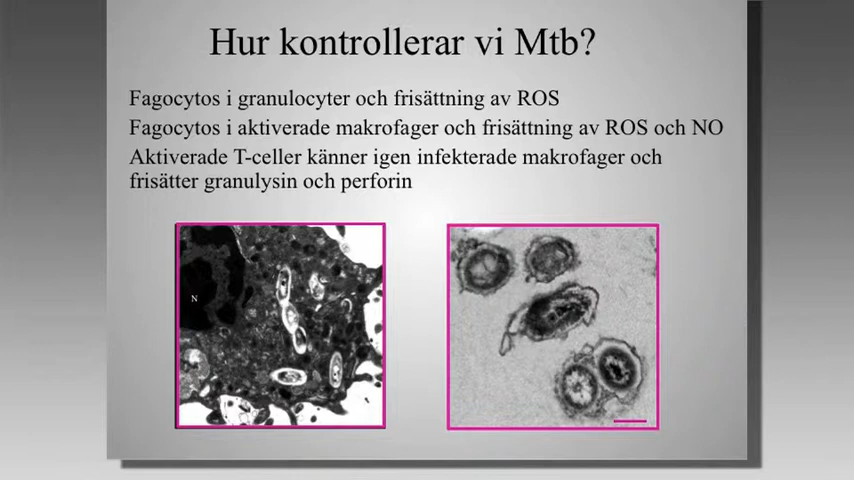 Hur kontrollerar vi Mtb?
Fagocytos i granulocyter och frisättning av ROS
Fagocytos i aktiverade makrofager och frisättning av ROS och NO
Aktiverade T-celler känner igen infekterade makrofager och
frisätter granulysin och perforin
N